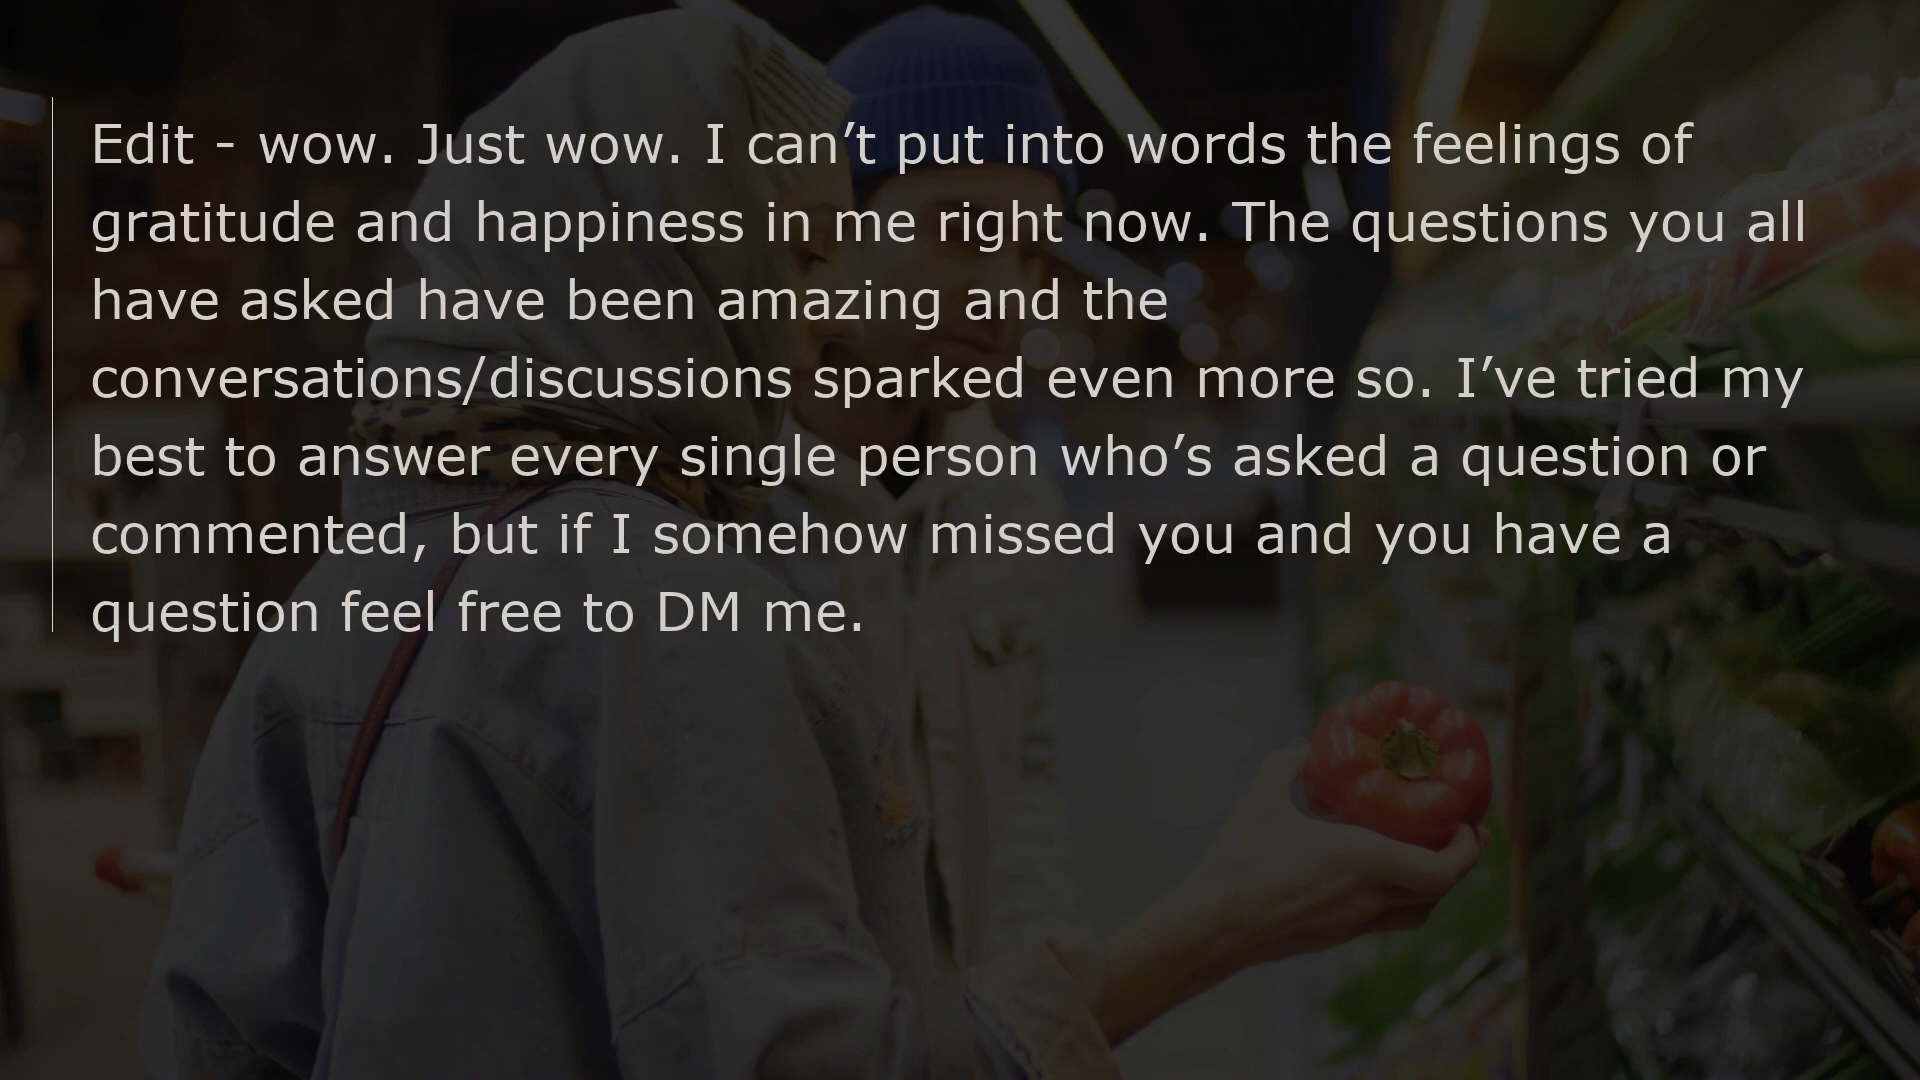 Edit - wow. Just wow. I can’t put into words the feelings of
gratitude and happiness in me right now. The questions you all
have asked have been amazing and the
conversations/discussions sparked even more so. I’ve tried my
best to answer every single person who’s asked a question or
commented, but if I somehow missed you and you have a
question feel free to DM me.